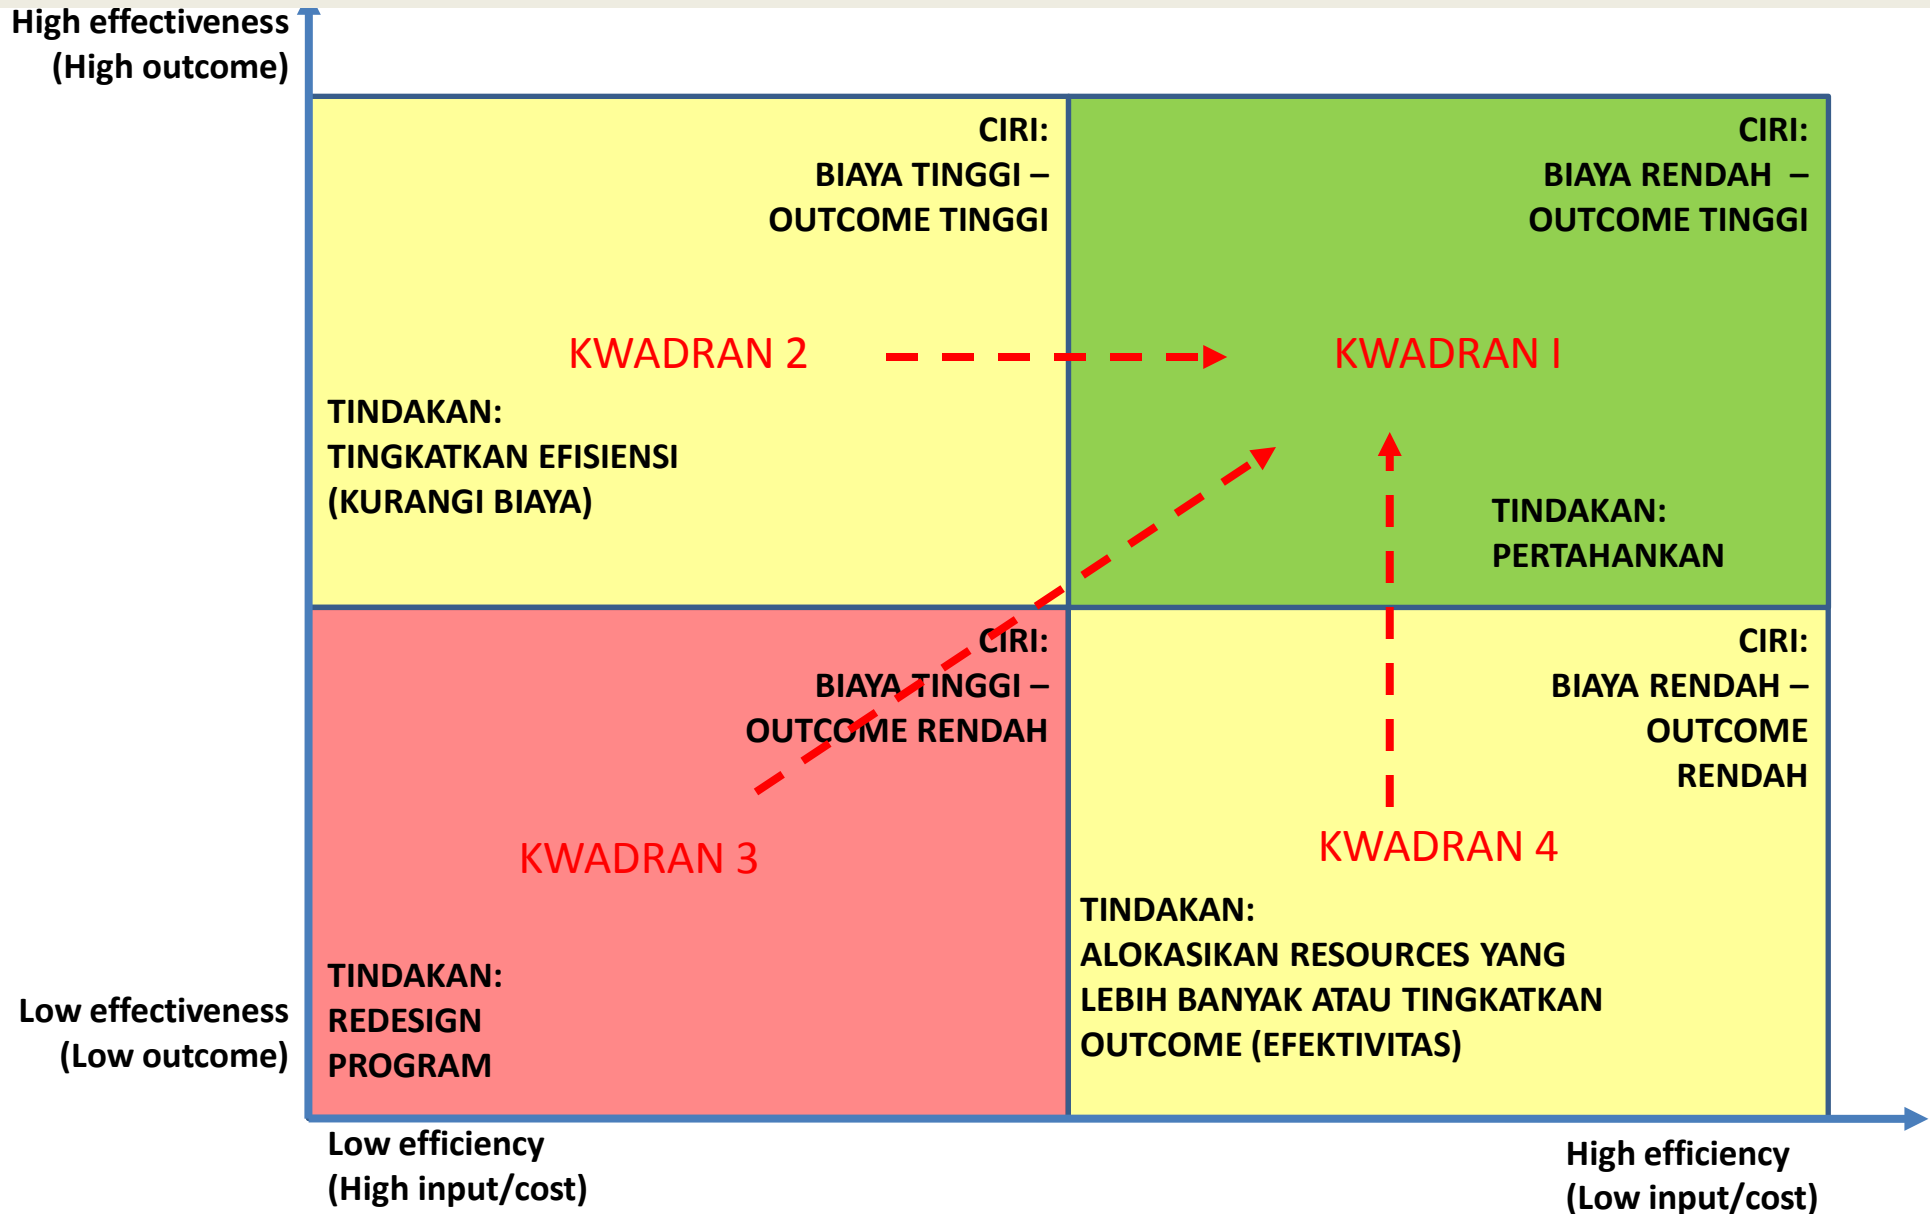 High effectiveness
(High outcome)
CIRI:
BIAYA TINGGI –
OUTCOME TINGGI
KWADRAN 2
TINDAKAN:
TINGKATKAN EFISIENSI
(KURANGI BIAYA)
CIRI:
BIAYA RENDAH –
OUTCOME TINGGI
KWADRAN I
TINDAKAN:
PERTAHANKAN
CIRI:
BIAYA TINGGI –
OUTCOME RENDAH
KWADRAN 3
TINDAKAN:
REDESIGN
PROGRAM
CIRI:
BIAYA RENDAH –
OUTCOME
RENDAH
KWADRAN 4
TINDAKAN:
ALOKASIKAN RESOURCES YANG
LEBIH BANYAK ATAU TINGKATKAN
OUTCOME (EFEKTIVITAS)
Low effectiveness
(Low outcome)
Low efficiency
(High input/cost)
High efficiency
(Low input/cost)